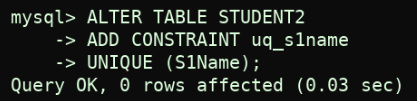 mysql> ALTER TABLE STUDENT2
    -> ADD CONSTRAINT uq_s1name
    -> UNIQUE (S1Name);
Query OK, 0 rows affected (0.03 sec)